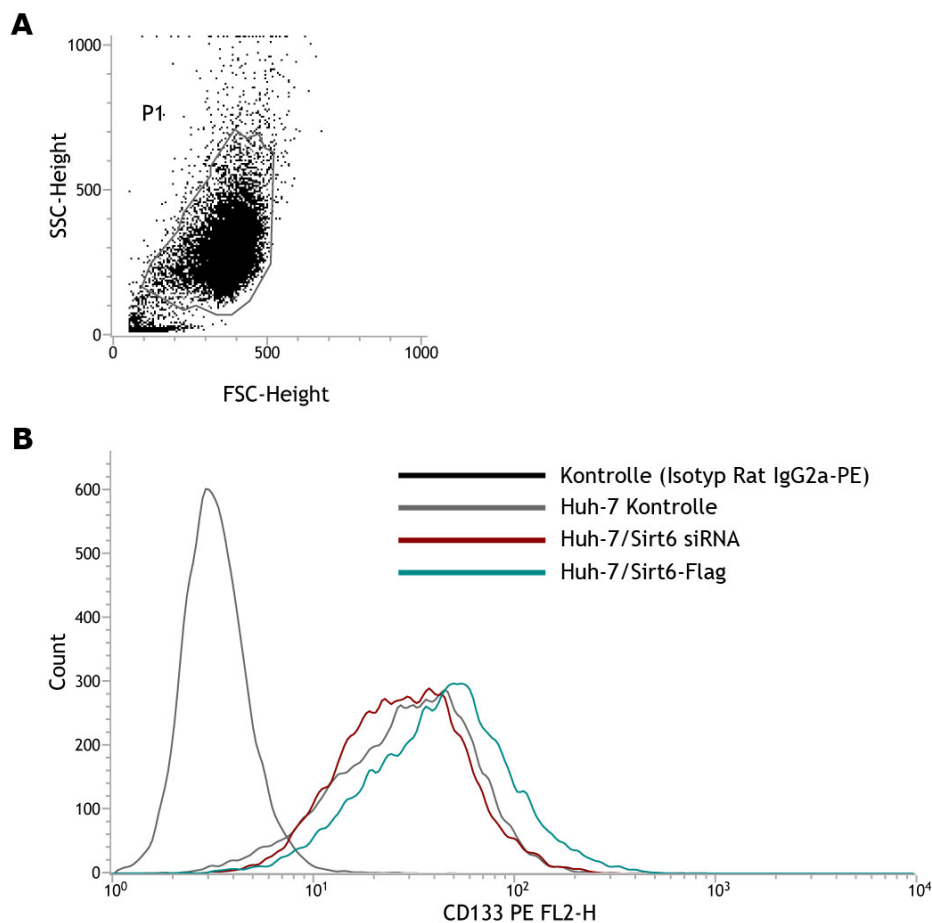 A
1000
P1
SSC-Height
500
0
0 500 1000
FSC-Height
B
Kontrolle (Isotyp Rat IgG2a-PE)
Huh-7 Kontrolle
Huh-7/Sirt6 siRNA
Huh-7/Sirt6-Flag
600
500
400
Count
300
200
100
0
10⁰ 10¹ 10² 10³ 10⁴
CD133 PE FL2-H